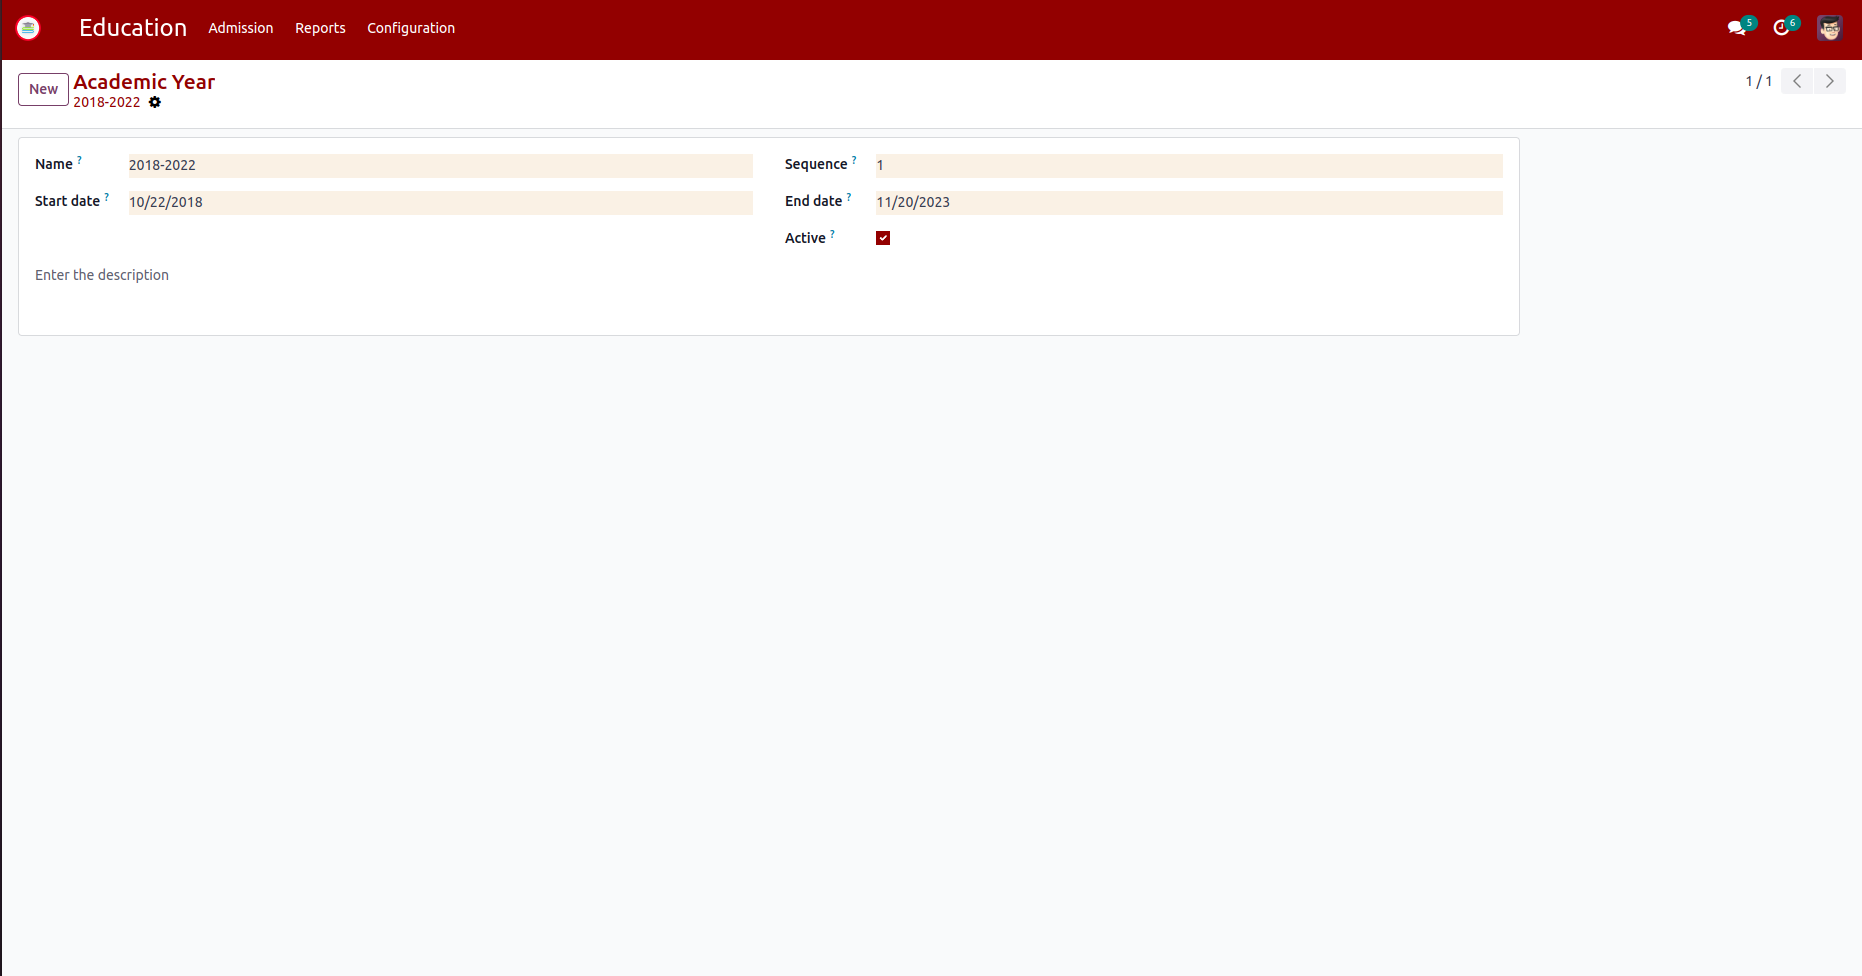 Education Admission Reports Configuration 5 6
New Academic Year 1 / 1
2018-2022
Name ? 2018-2022 Sequence ? 1
Start date ? 10/22/2018 End date ? 11/20/2023
Active ?
Enter the description